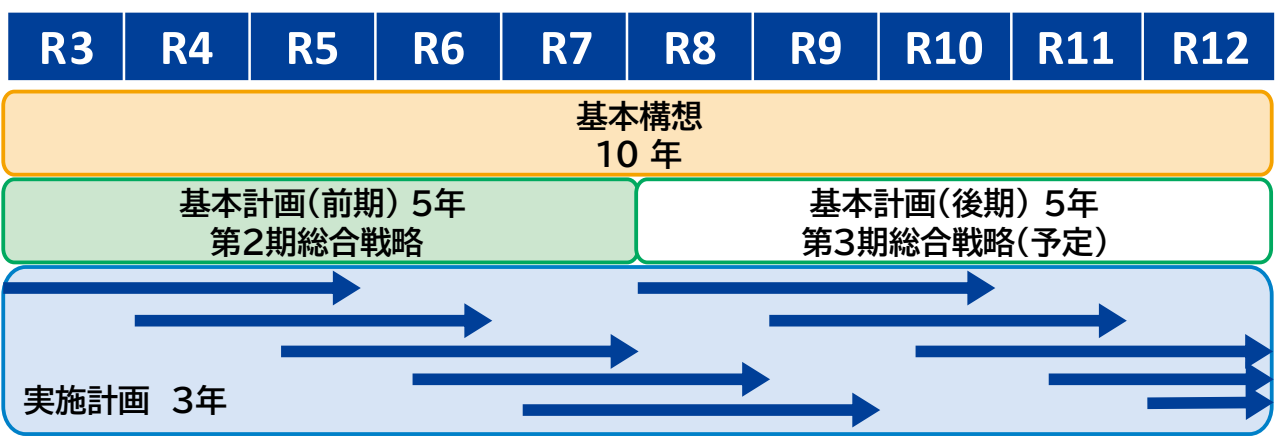 R3 R4 R5 R6 R7 R8 R9 R10 R11 R12
基本構想
10 年
基本計画(前期) 5年
第2期総合戦略
基本計画(後期) 5年
第3期総合戦略(予定)
実施計画 3年